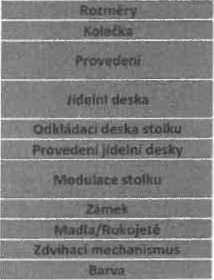 Rozměry
Kolečka
Provedení
Jídelní deska
Odkládací deska stolku
Provedení jídelní desky
Modulace stolku
Zámek
Madla/Rukojetě
Zdvihací mechanismus
Barva